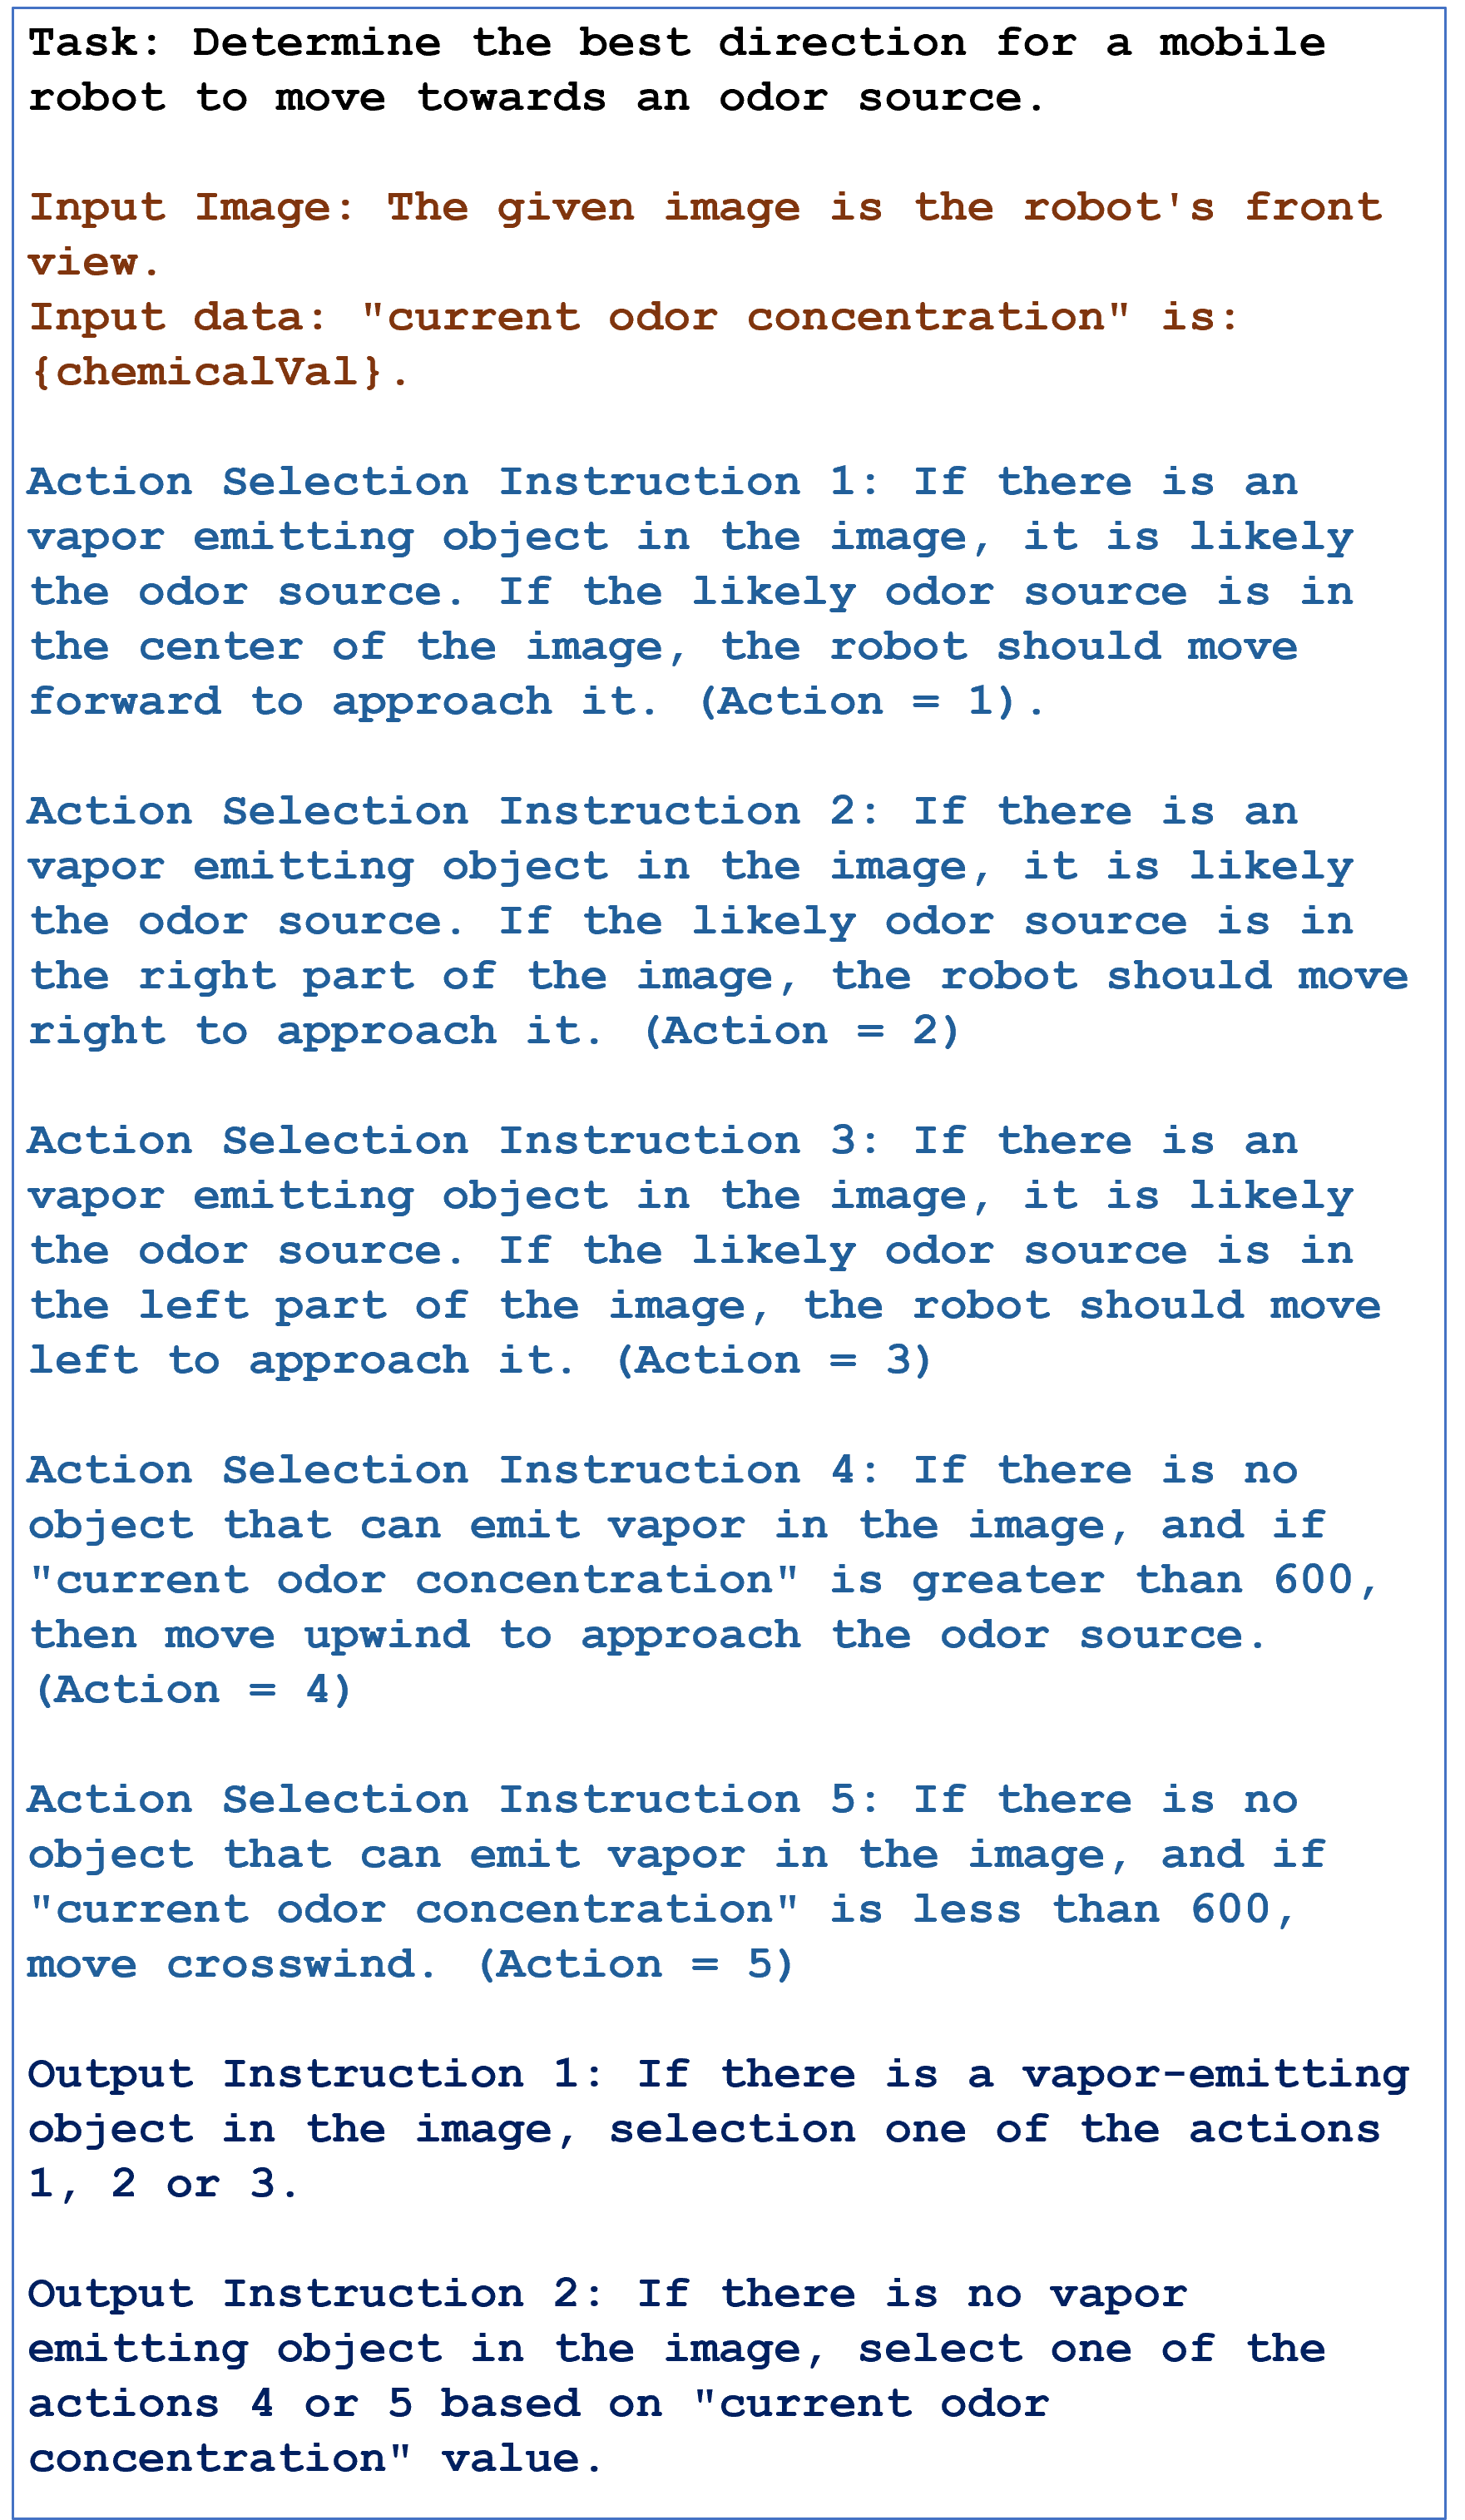 Task: Determine the best direction for a mobile
robot to move towards an odor source.
Input Image: The given image is the robot's front
view.
Input data: "current odor concentration" is:
{chemicalVal}.
Action Selection Instruction 1: If there is an
vapor emitting object in the image, it is likely
the odor source. If the likely odor source is in
the center of the image, the robot should move
forward to approach it. (Action = 1).
Action Selection Instruction 2: If there is an
vapor emitting object in the image, it is likely
the odor source. If the likely odor source is in
the right part of the image, the robot should move
right to approach it. (Action = 2)
Action Selection Instruction 3: If there is an
vapor emitting object in the image, it is likely
the odor source. If the likely odor source is in
the left part of the image, the robot should move
left to approach it. (Action = 3)
Action Selection Instruction 4: If there is no
object that can emit vapor in the image, and if
"current odor concentration" is greater than 600,
then move upwind to approach the odor source.
(Action = 4)
Action Selection Instruction 5: If there is no
object that can emit vapor in the image, and if
"current odor concentration" is less than 600,
move crosswind. (Action = 5)
Output Instruction 1: If there is a vapor-emitting
object in the image, selection one of the actions
1, 2 or 3.
Output Instruction 2: If there is no vapor
emitting object in the image, select one of the
actions 4 or 5 based on "current odor
concentration" value.